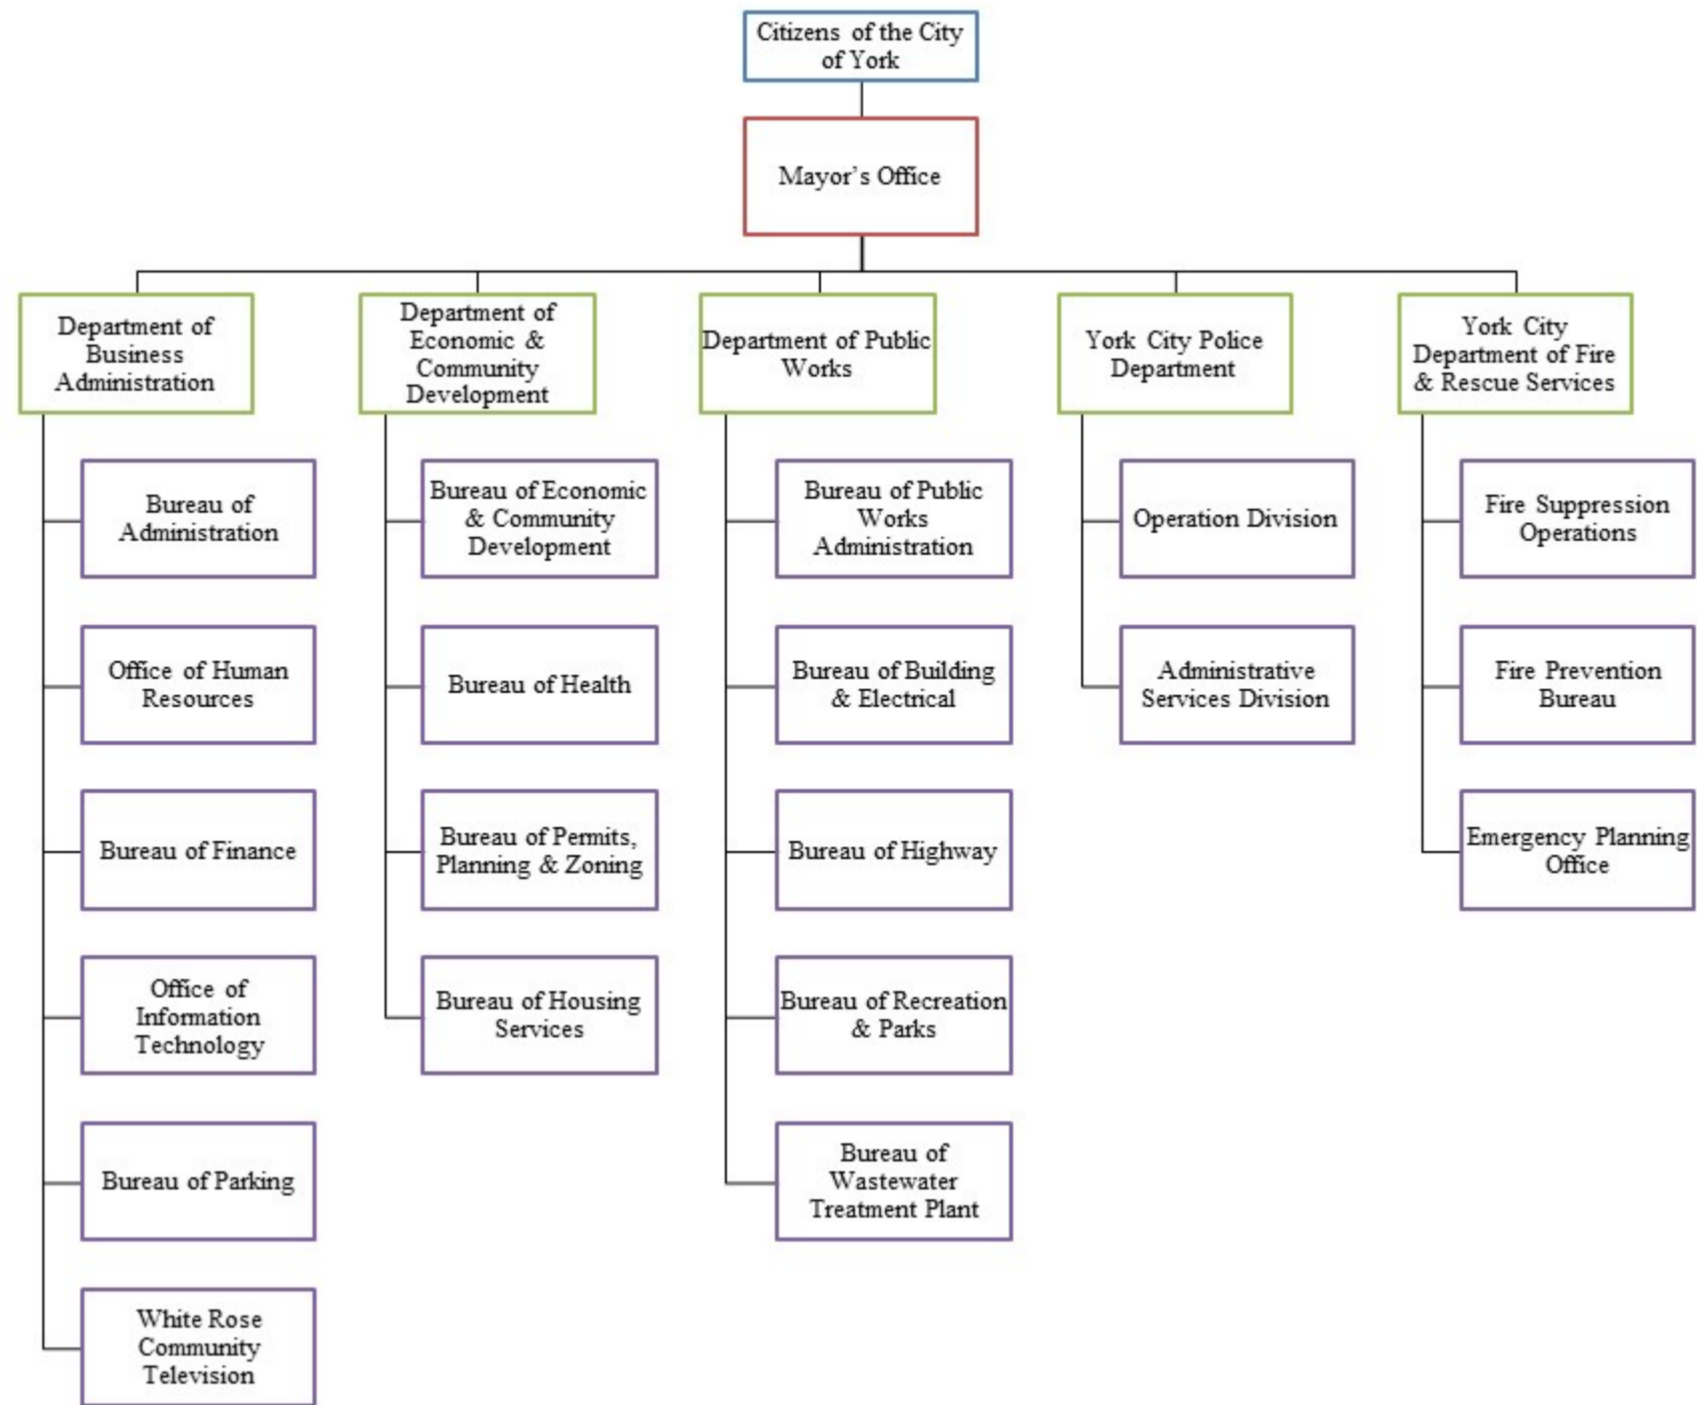 Citizens of the City
of York
Mayor’s Office
Department of
Business
Administration
Department of
Economic &
Community
Development
Department of Public
Works
York City Police
Department
York City
Department of Fire
& Rescue Services
Bureau of
Administration
Office of Human
Resources
Bureau of Finance
Office of
Information
Technology
Bureau of Parking
White Rose
Community
Television
Bureau of Economic
& Community
Development
Bureau of Health
Bureau of Permits,
Planning & Zoning
Bureau of Housing
Services
Bureau of Public
Works
Administration
Bureau of Building
& Electrical
Bureau of Highway
Bureau of Recreation
& Parks
Bureau of
Wastewater
Treatment Plant
Operation Division
Administrative
Services Division
Fire Suppression
Operations
Fire Prevention
Bureau
Emergency Planning
Office